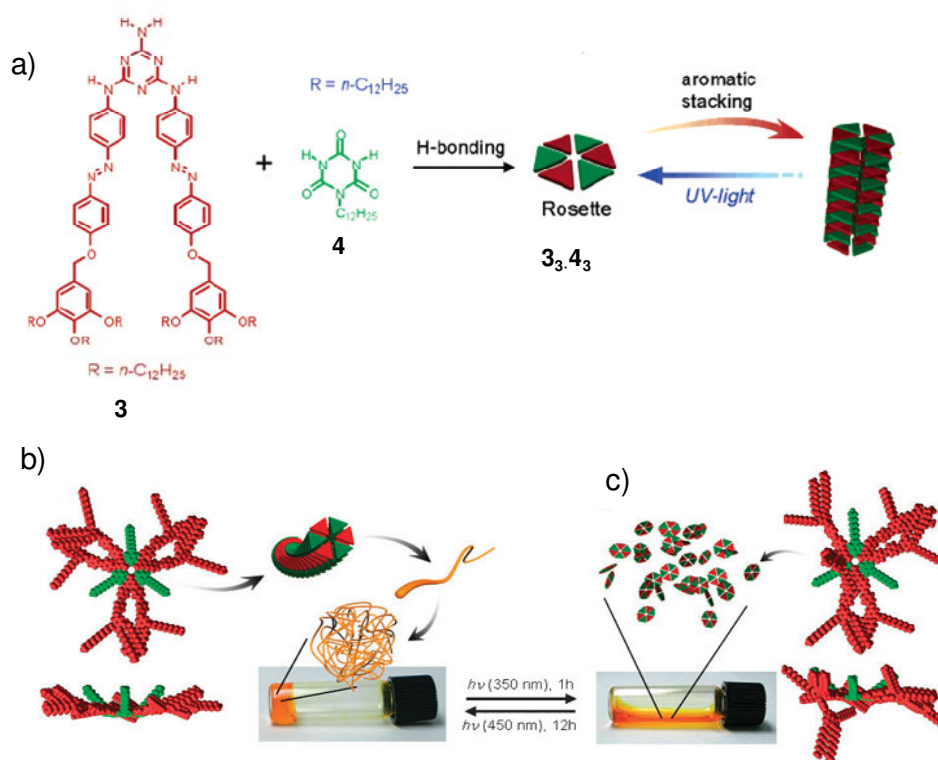 a)
H N H
N N
H N N N H
N N
N N
O O
RO OR RO OR
OR OR
R = n-C12H25
3
+
R = n-C12H25
O
H N N H
O N O
C12H25
4
H-bonding
Rosette
33.43
aromatic
stacking
UV-light
b)
hν (350 nm), 1h
hν (450 nm), 12h
c)